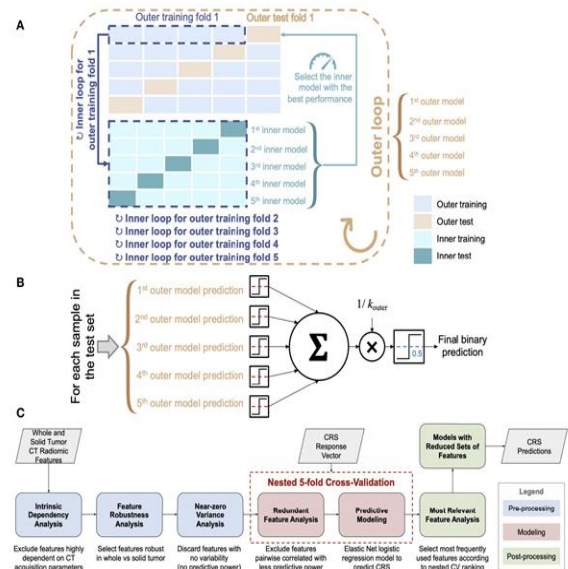 A
Outer training fold 1
Outer test fold 1
↻ Inner loop for
outer training fold 1
Select the inner
model with the
best performance
Outer loop
1st outer model
2nd outer model
3rd outer model
4th outer model
5th outer model
1st inner model
2nd inner model
3rd inner model
4th inner model
5th inner model
↻ Inner loop for outer training fold 2
↻ Inner loop for outer training fold 3
↻ Inner loop for outer training fold 4
↻ Inner loop for outer training fold 5
Outer training
Outer test
Inner training
Inner test
B
For each sample in
the test set
1st outer model prediction
2nd outer model prediction
3rd outer model prediction
4th outer model prediction
5th outer model prediction
Σ
1/ kouter
×
0.5
Final binary
prediction
C
Whole and
Solid Tumor
CT Radiomic
Features
CRS
Response
Vector
Models with
Reduced Sets of
Features
CRS
Predictions
Nested 5-fold Cross-Validation
Intrinsic
Dependency
Analysis
Feature
Robustness
Analysis
Near-zero
Variance
Analysis
Redundant
Feature Analysis
Predictive
Modeling
Most Relevant
Feature Analysis
Legend
Pre-processing
Modeling
Post-processing
Exclude features highly
dependent on CT
acquisition parameters
Select features robust
in whole vs solid tumor
Discard features with
no variability
(no predictive power)
Exclude features
pairwise correlated with
less predictive power
Elastic Net logistic
regression model to
predict CRS
Select most frequently
used features according
to nested CV ranking